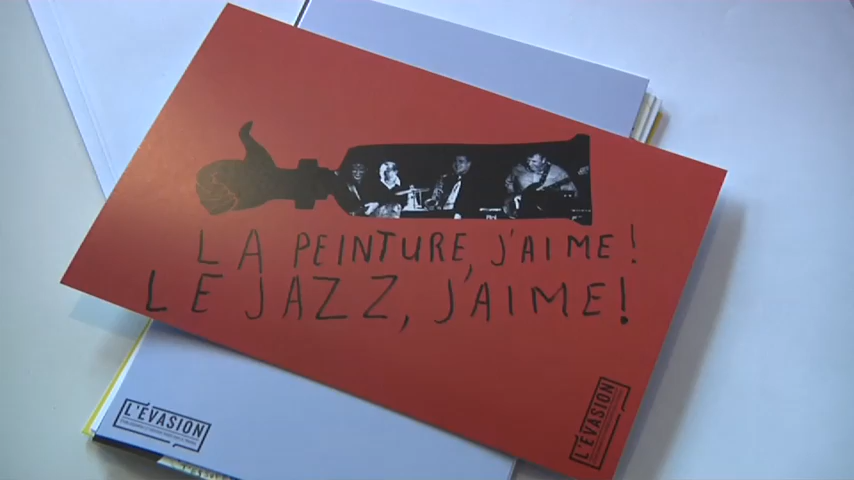 LA PEINTURE, J'AIME!
LE JAZZ, J'AIME!
L'ÉVASION
L'ÉVASION